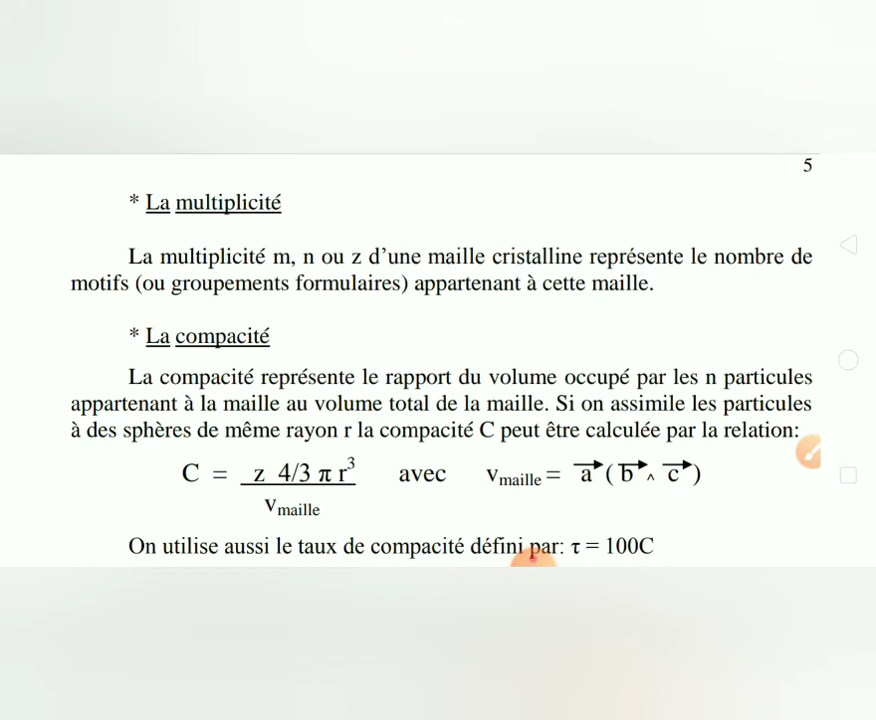 5
* La multiplicité
La multiplicité m, n ou z d’une maille cristalline représente le nombre de
motifs (ou groupements formulaires) appartenant à cette maille.
* La compacité
La compacité représente le rapport du volume occupé par les n particules
appartenant à la maille au volume total de la maille. Si on assimile les particules
à des sphères de même rayon r la compacité C peut être calculée par la relation:
C = z 4/3 π r³ avec Vmaille = a⃗ ( b⃗ ^ c⃗ )
Vmaille
On utilise aussi le taux de compacité défini par: τ = 100C